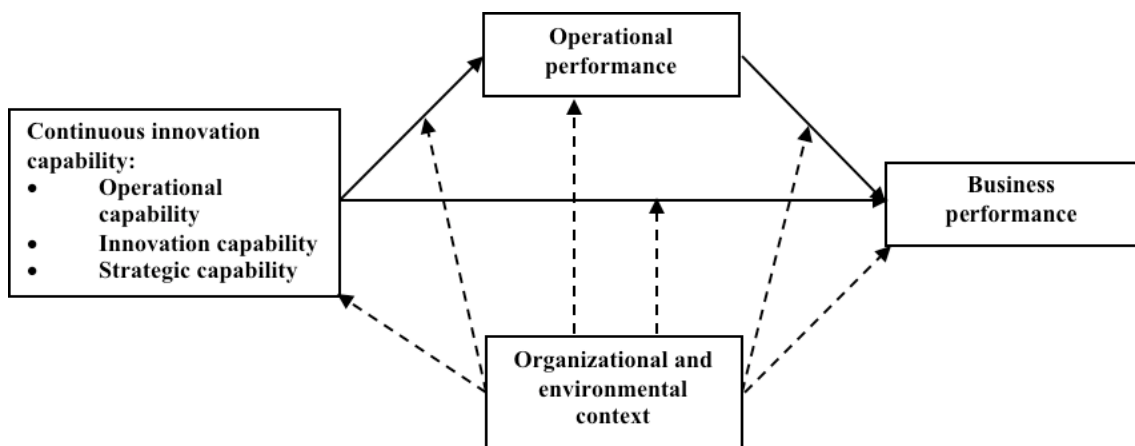 Operational
performance
Continuous innovation
capability:
• Operational
capability
• Innovation capability
• Strategic capability
Business
performance
Organizational and
environmental
context